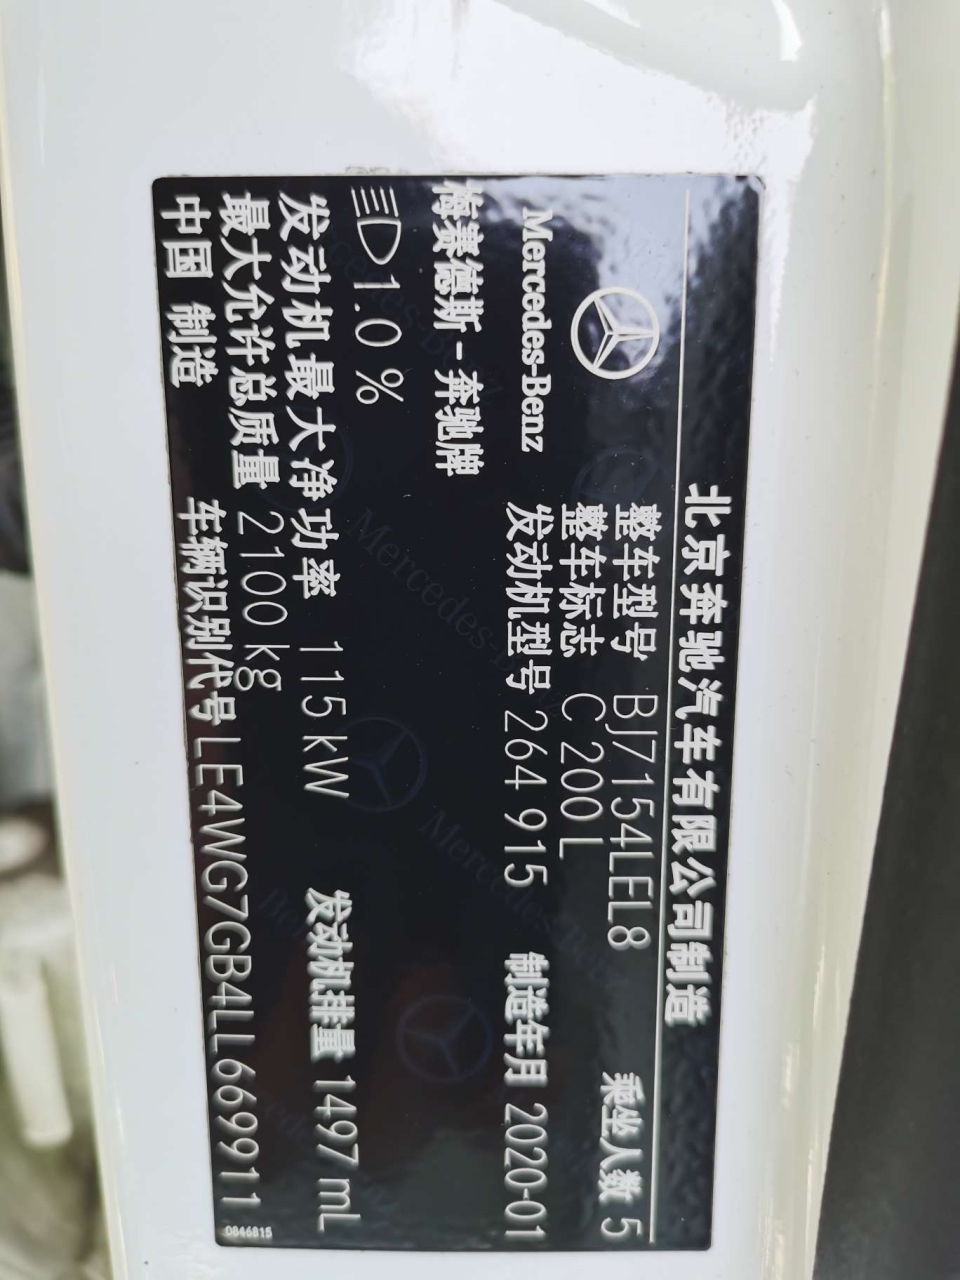 北京奔驰汽车有限公司制造
Mercedes-Benz
整车型号 BJ7154LEL8 乘坐人数 5
整车标志 C 200 L
发动机型号 264 915 制造年月 2020-01
梅赛德斯-奔驰牌
1.0 %
发动机最大净功率 115 kW 发动机排量 1497 mL
最大允许总质量 2100 kg
中国 制造 车辆识别代号 LE4WG7GB4LL669911
0846815